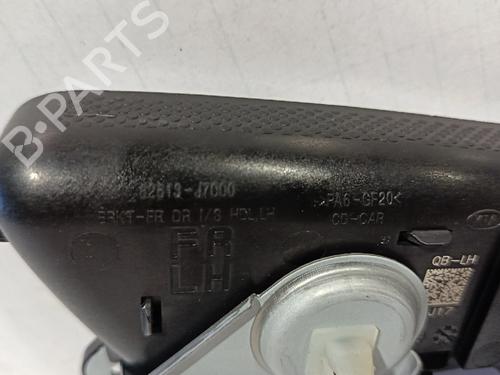 B-PARTS
82613-J7000
BRKT-FR DR I/S HDL,LH
>PA6-GF20<
CD-CAR
FR
LH
QB-LH